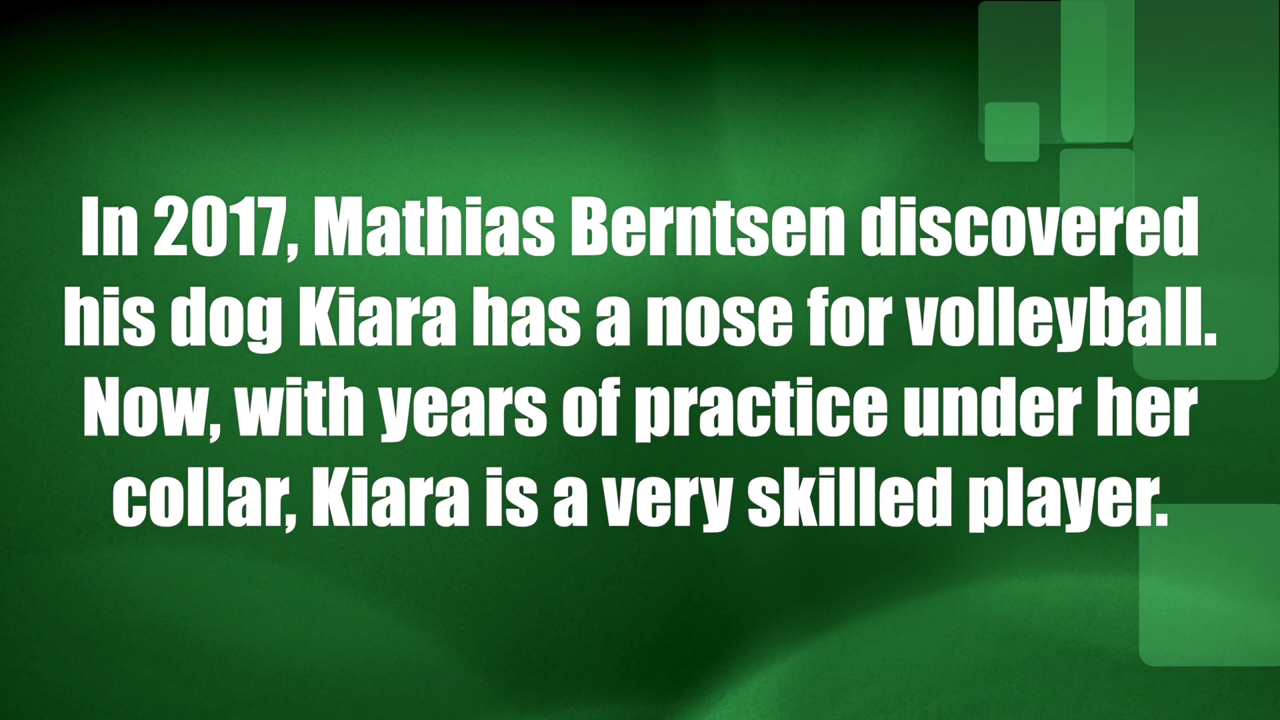 In 2017, Mathias Berntsen discovered
his dog Kiara has a nose for volleyball.
Now, with years of practice under her
collar, Kiara is a very skilled player.